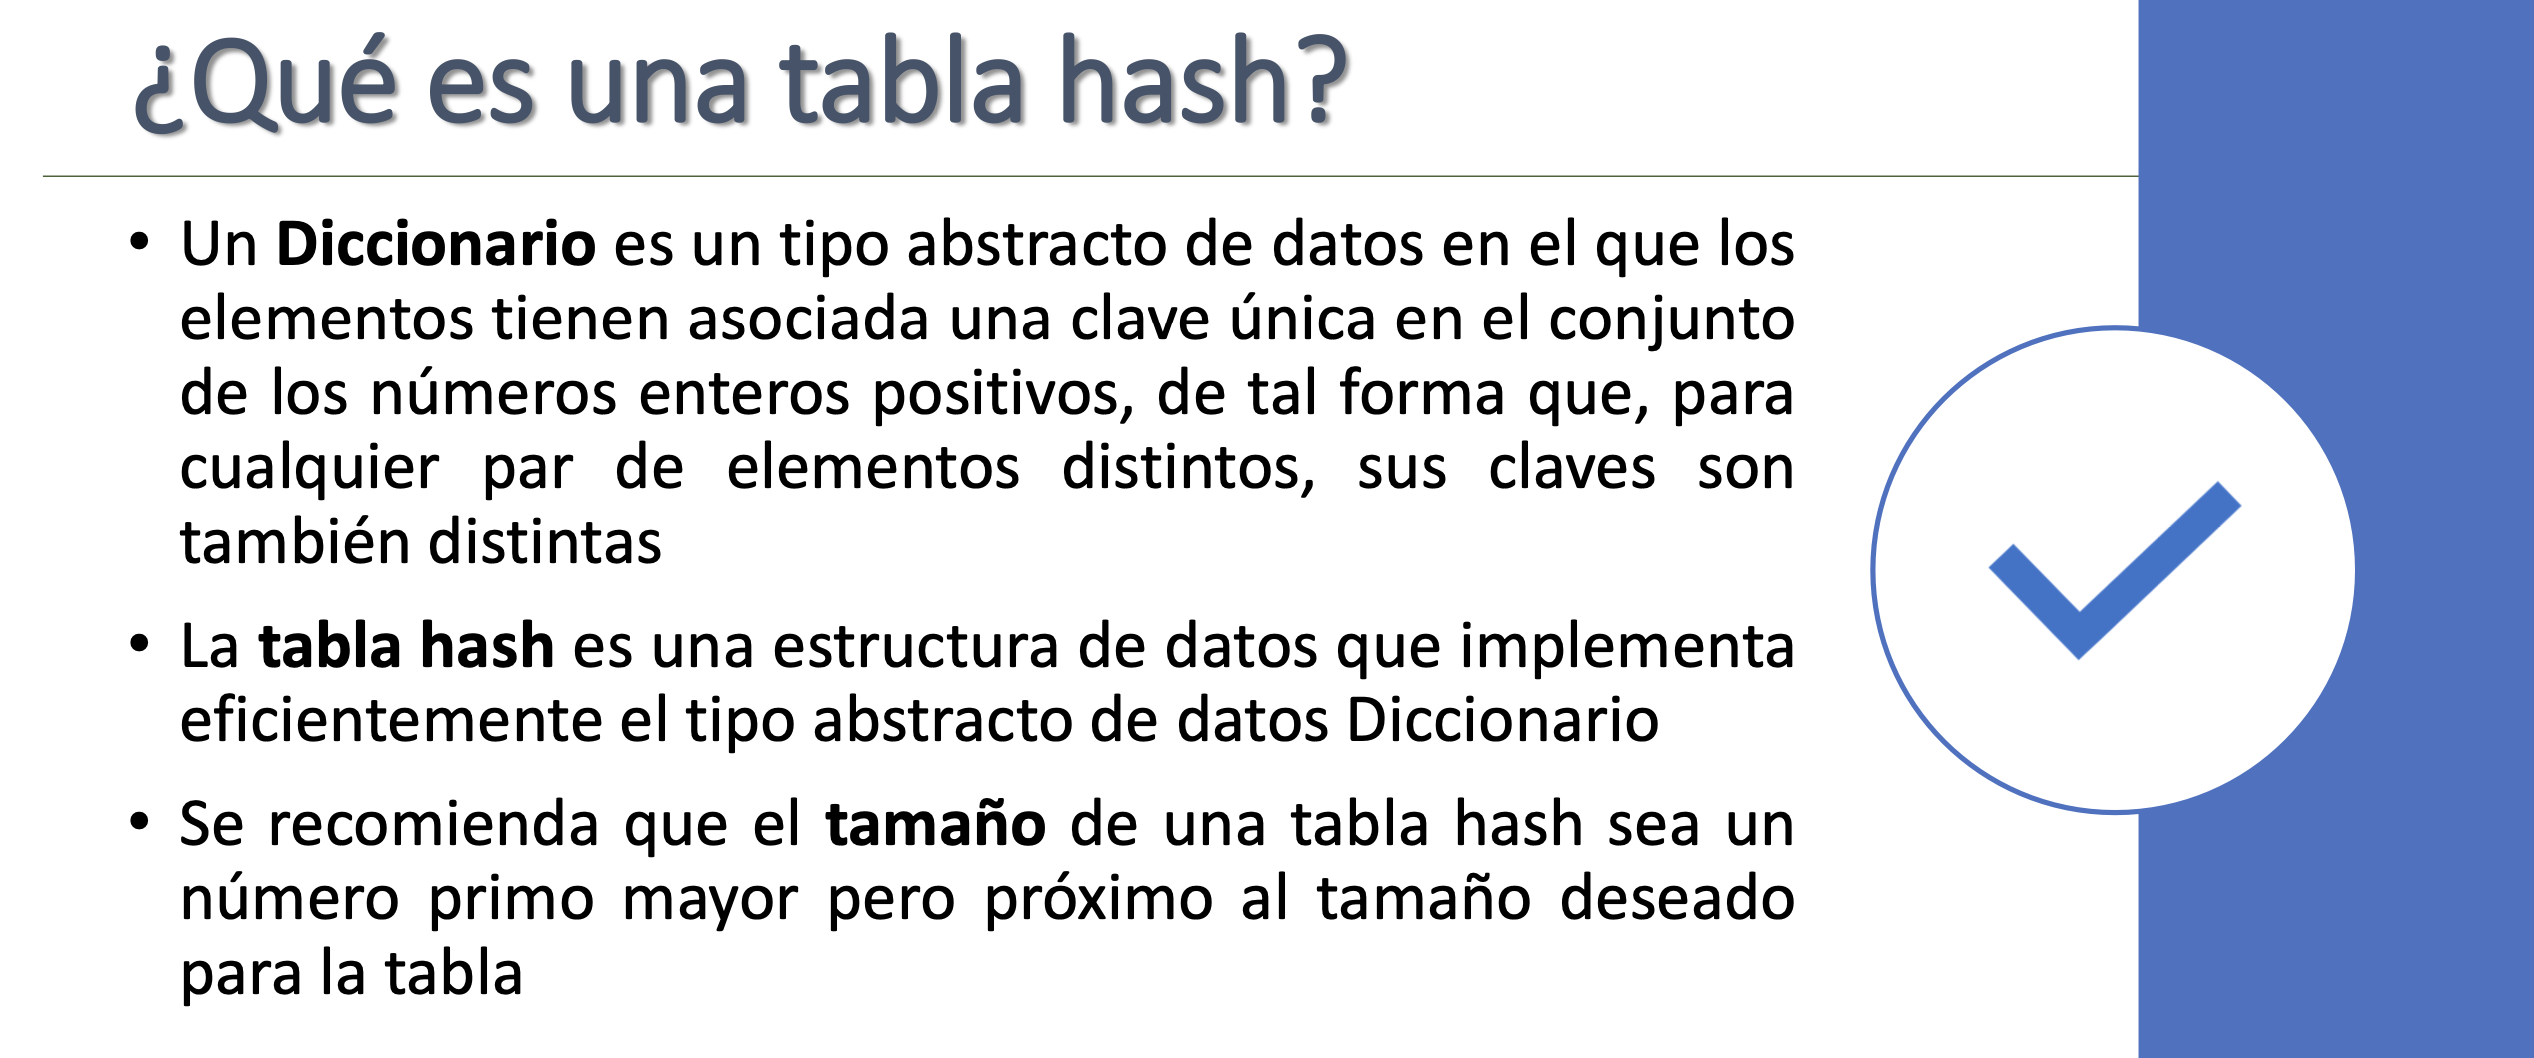 ¿Qué es una tabla hash?
• Un Diccionario es un tipo abstracto de datos en el que los
elementos tienen asociada una clave única en el conjunto
de los números enteros positivos, de tal forma que, para
cualquier par de elementos distintos, sus claves son
también distintas
• La tabla hash es una estructura de datos que implementa
eficientemente el tipo abstracto de datos Diccionario
• Se recomienda que el tamaño de una tabla hash sea un
número primo mayor pero próximo al tamaño deseado
para la tabla